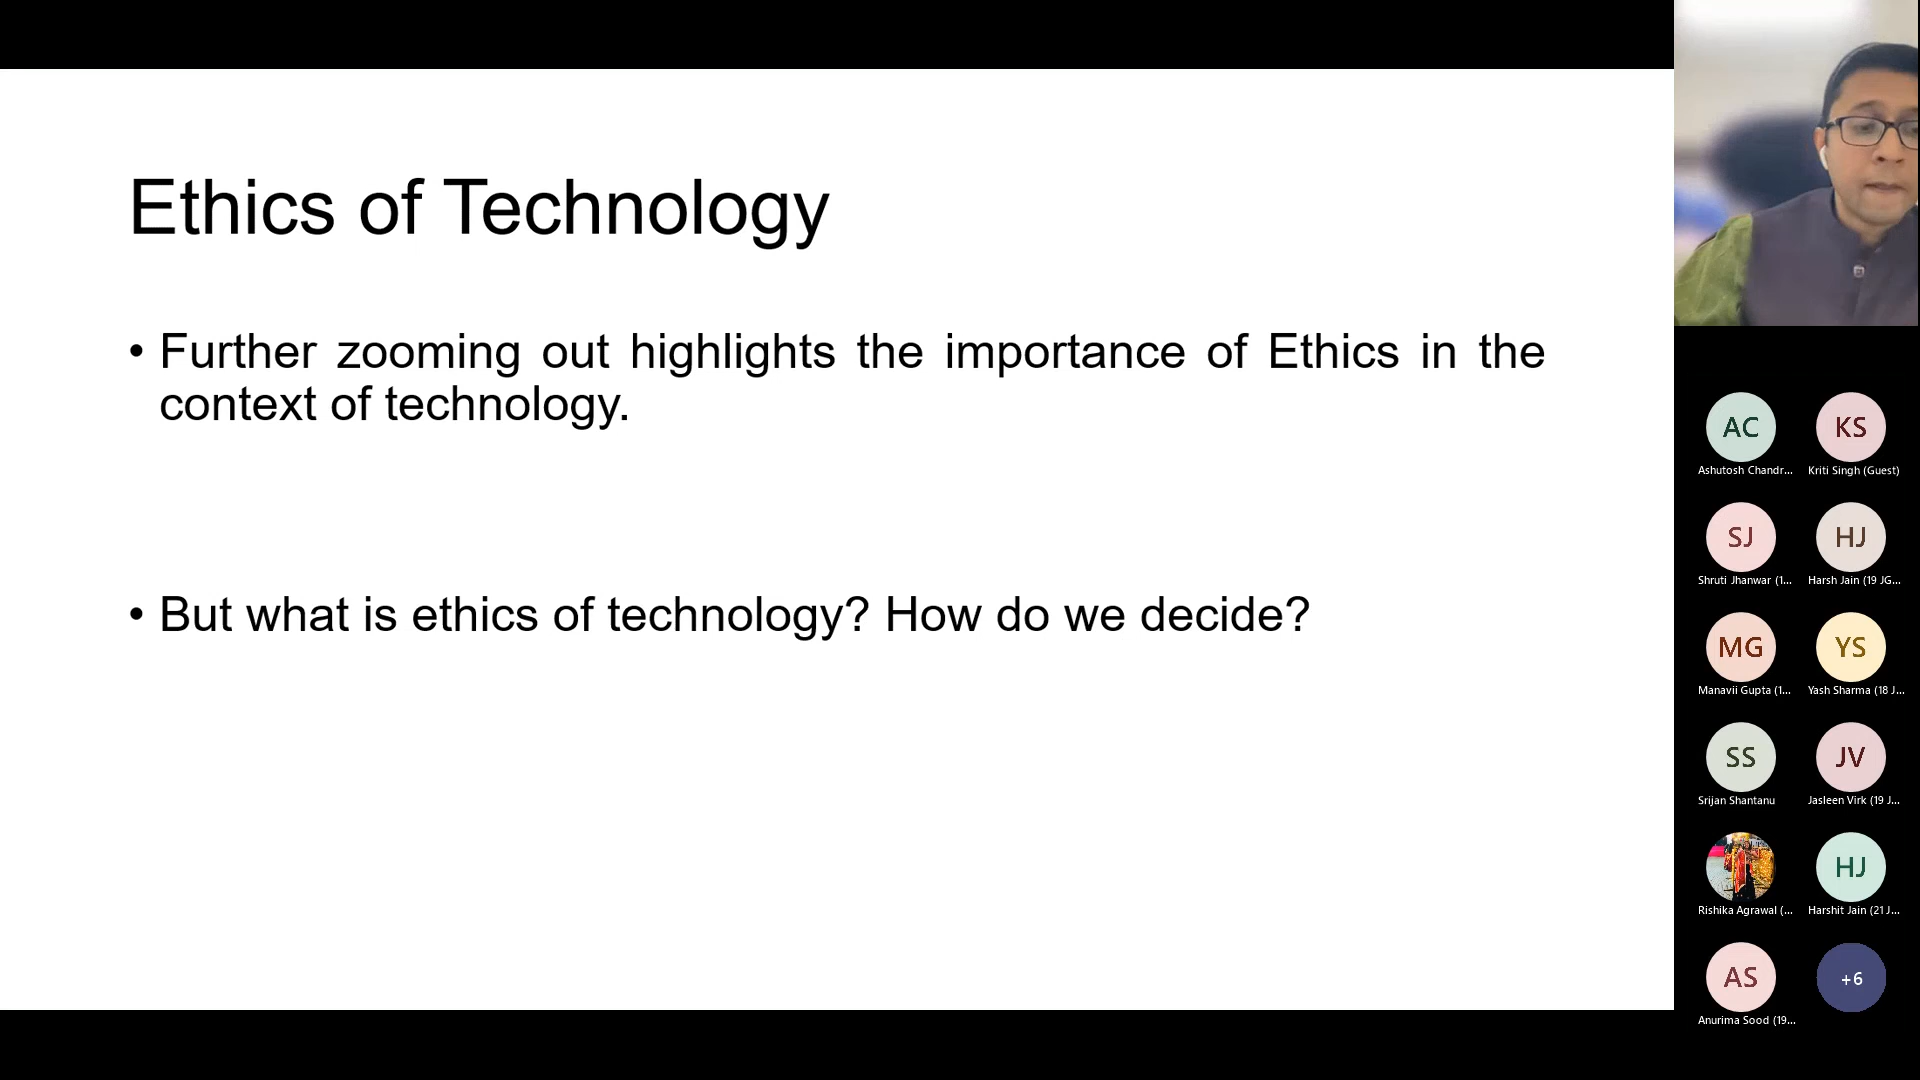 Ethics of Technology
• Further zooming out highlights the importance of Ethics in the
context of technology.
• But what is ethics of technology? How do we decide?
AC
KS
Ashutosh Chandr...
Kriti Singh (Guest)
SJ
HJ
Shruti Jhanwar (1...
Harsh Jain (19 JG...
MG
YS
Manavii Gupta (1...
Yash Sharma (18 J...
SS
JV
Srijan Shantanu
Jasleen Virk (19 J...
Rishika Agrawal (...
HJ
Harshit Jain (21 J...
AS
+6
Anurima Sood (19...